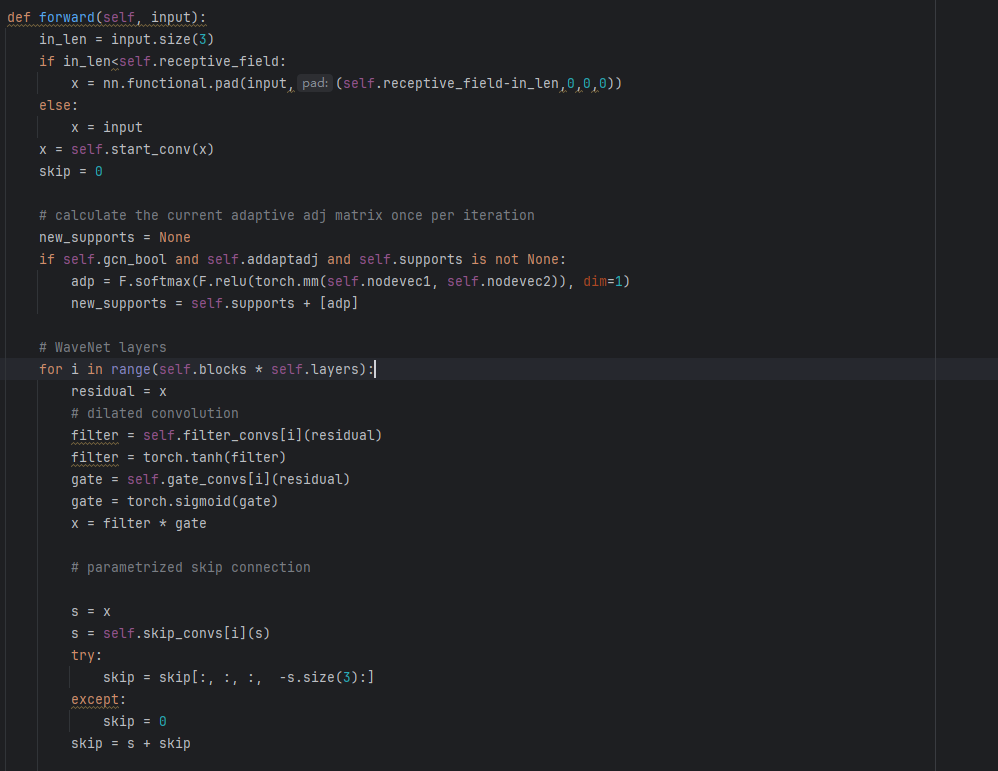 def forward(self, input):
    in_len = input.size(3)
    if in_len<self.receptive_field:
        x = nn.functional.pad(input, pad: (self.receptive_field-in_len,0,0,0))
    else:
        x = input
    x = self.start_conv(x)
    skip = 0

    # calculate the current adaptive adj matrix once per iteration
    new_supports = None
    if self.gcn_bool and self.addaptadj and self.supports is not None:
        adp = F.softmax(F.relu(torch.mm(self.nodevec1, self.nodevec2)), dim=1)
        new_supports = self.supports + [adp]

    # WaveNet layers
    for i in range(self.blocks * self.layers):
        residual = x
        # dilated convolution
        filter = self.filter_convs[i](residual)
        filter = torch.tanh(filter)
        gate = self.gate_convs[i](residual)
        gate = torch.sigmoid(gate)
        x = filter * gate

        # parametrized skip connection

        s = x
        s = self.skip_convs[i](s)
        try:
            skip = skip[:, :, :,  -s.size(3):]
        except:
            skip = 0
        skip = s + skip